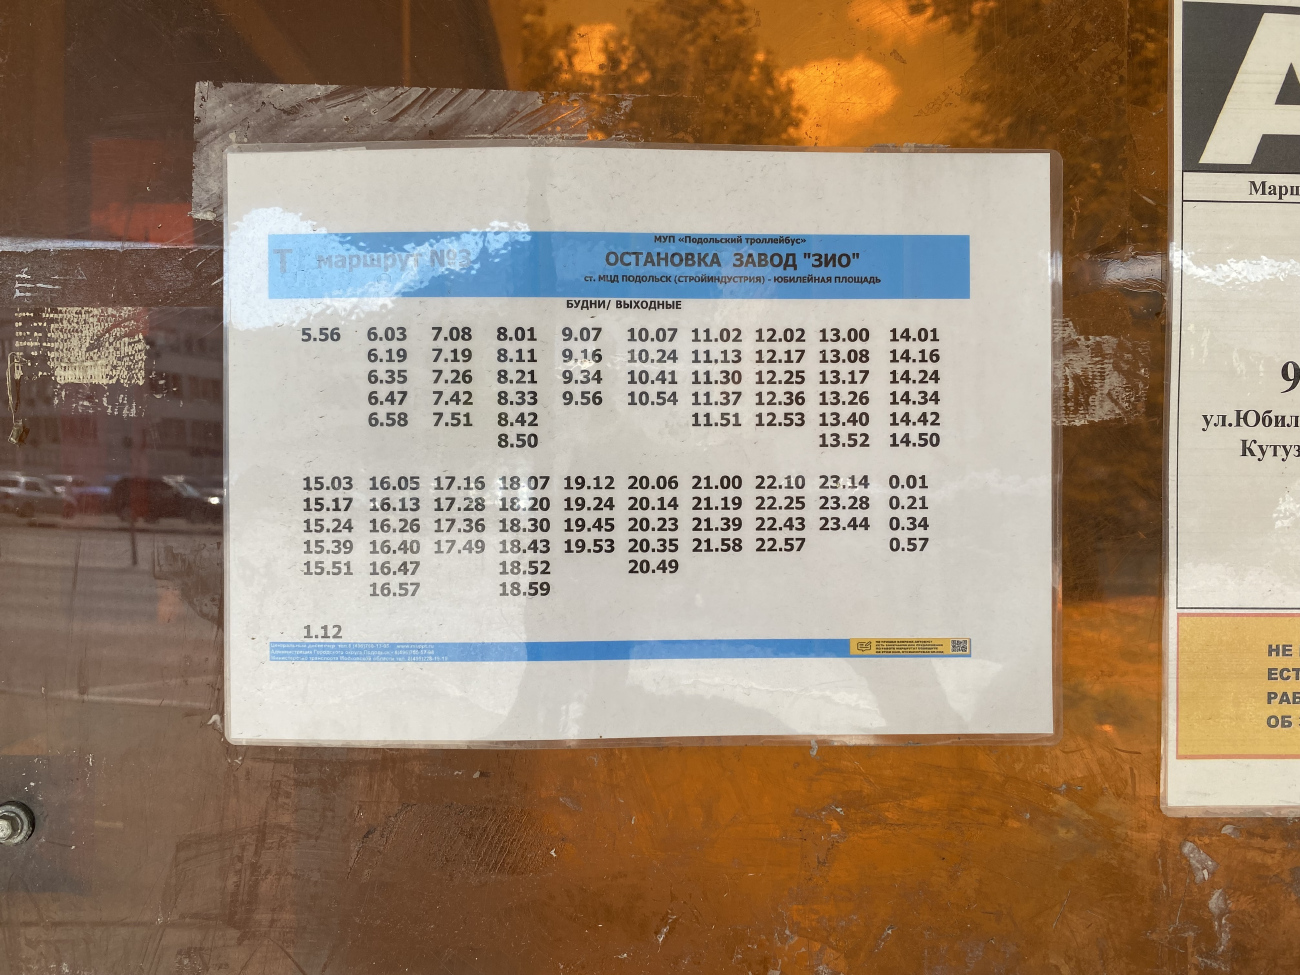 Т маршрут №3
МУП «Подольский троллейбус»
ОСТАНОВКА ЗАВОД "ЗИО"
ст. МЦД ПОДОЛЬСК (СТРОЙИНДУСТРИЯ) - ЮБИЛЕЙНАЯ ПЛОЩАДЬ
БУДНИ/ ВЫХОДНЫЕ
5.56 6.03 7.08 8.01 9.07 10.07 11.02 12.02 13.00 14.01
6.19 7.19 8.11 9.16 10.24 11.13 12.17 13.08 14.16
6.35 7.26 8.21 9.34 10.41 11.30 12.25 13.17 14.24
6.47 7.42 8.33 9.56 10.54 11.37 12.36 13.26 14.34
6.58 7.51 8.42 11.51 12.53 13.40 14.42
8.50 13.52 14.50
15.03 16.05 17.16 18.07 19.12 20.06 21.00 22.10 23.14 0.01
15.17 16.13 17.28 18.20 19.24 20.14 21.19 22.25 23.28 0.21
15.24 16.26 17.36 18.30 19.45 20.23 21.39 22.43 23.44 0.34
15.39 16.40 17.49 18.43 19.53 20.35 21.58 22.57 0.57
15.51 16.47 18.52 20.49
16.57 18.59
1.12
А
Марш
9
ул.Юбил
Кутуз
НЕ
ЕСТ
РАБ
ОБ